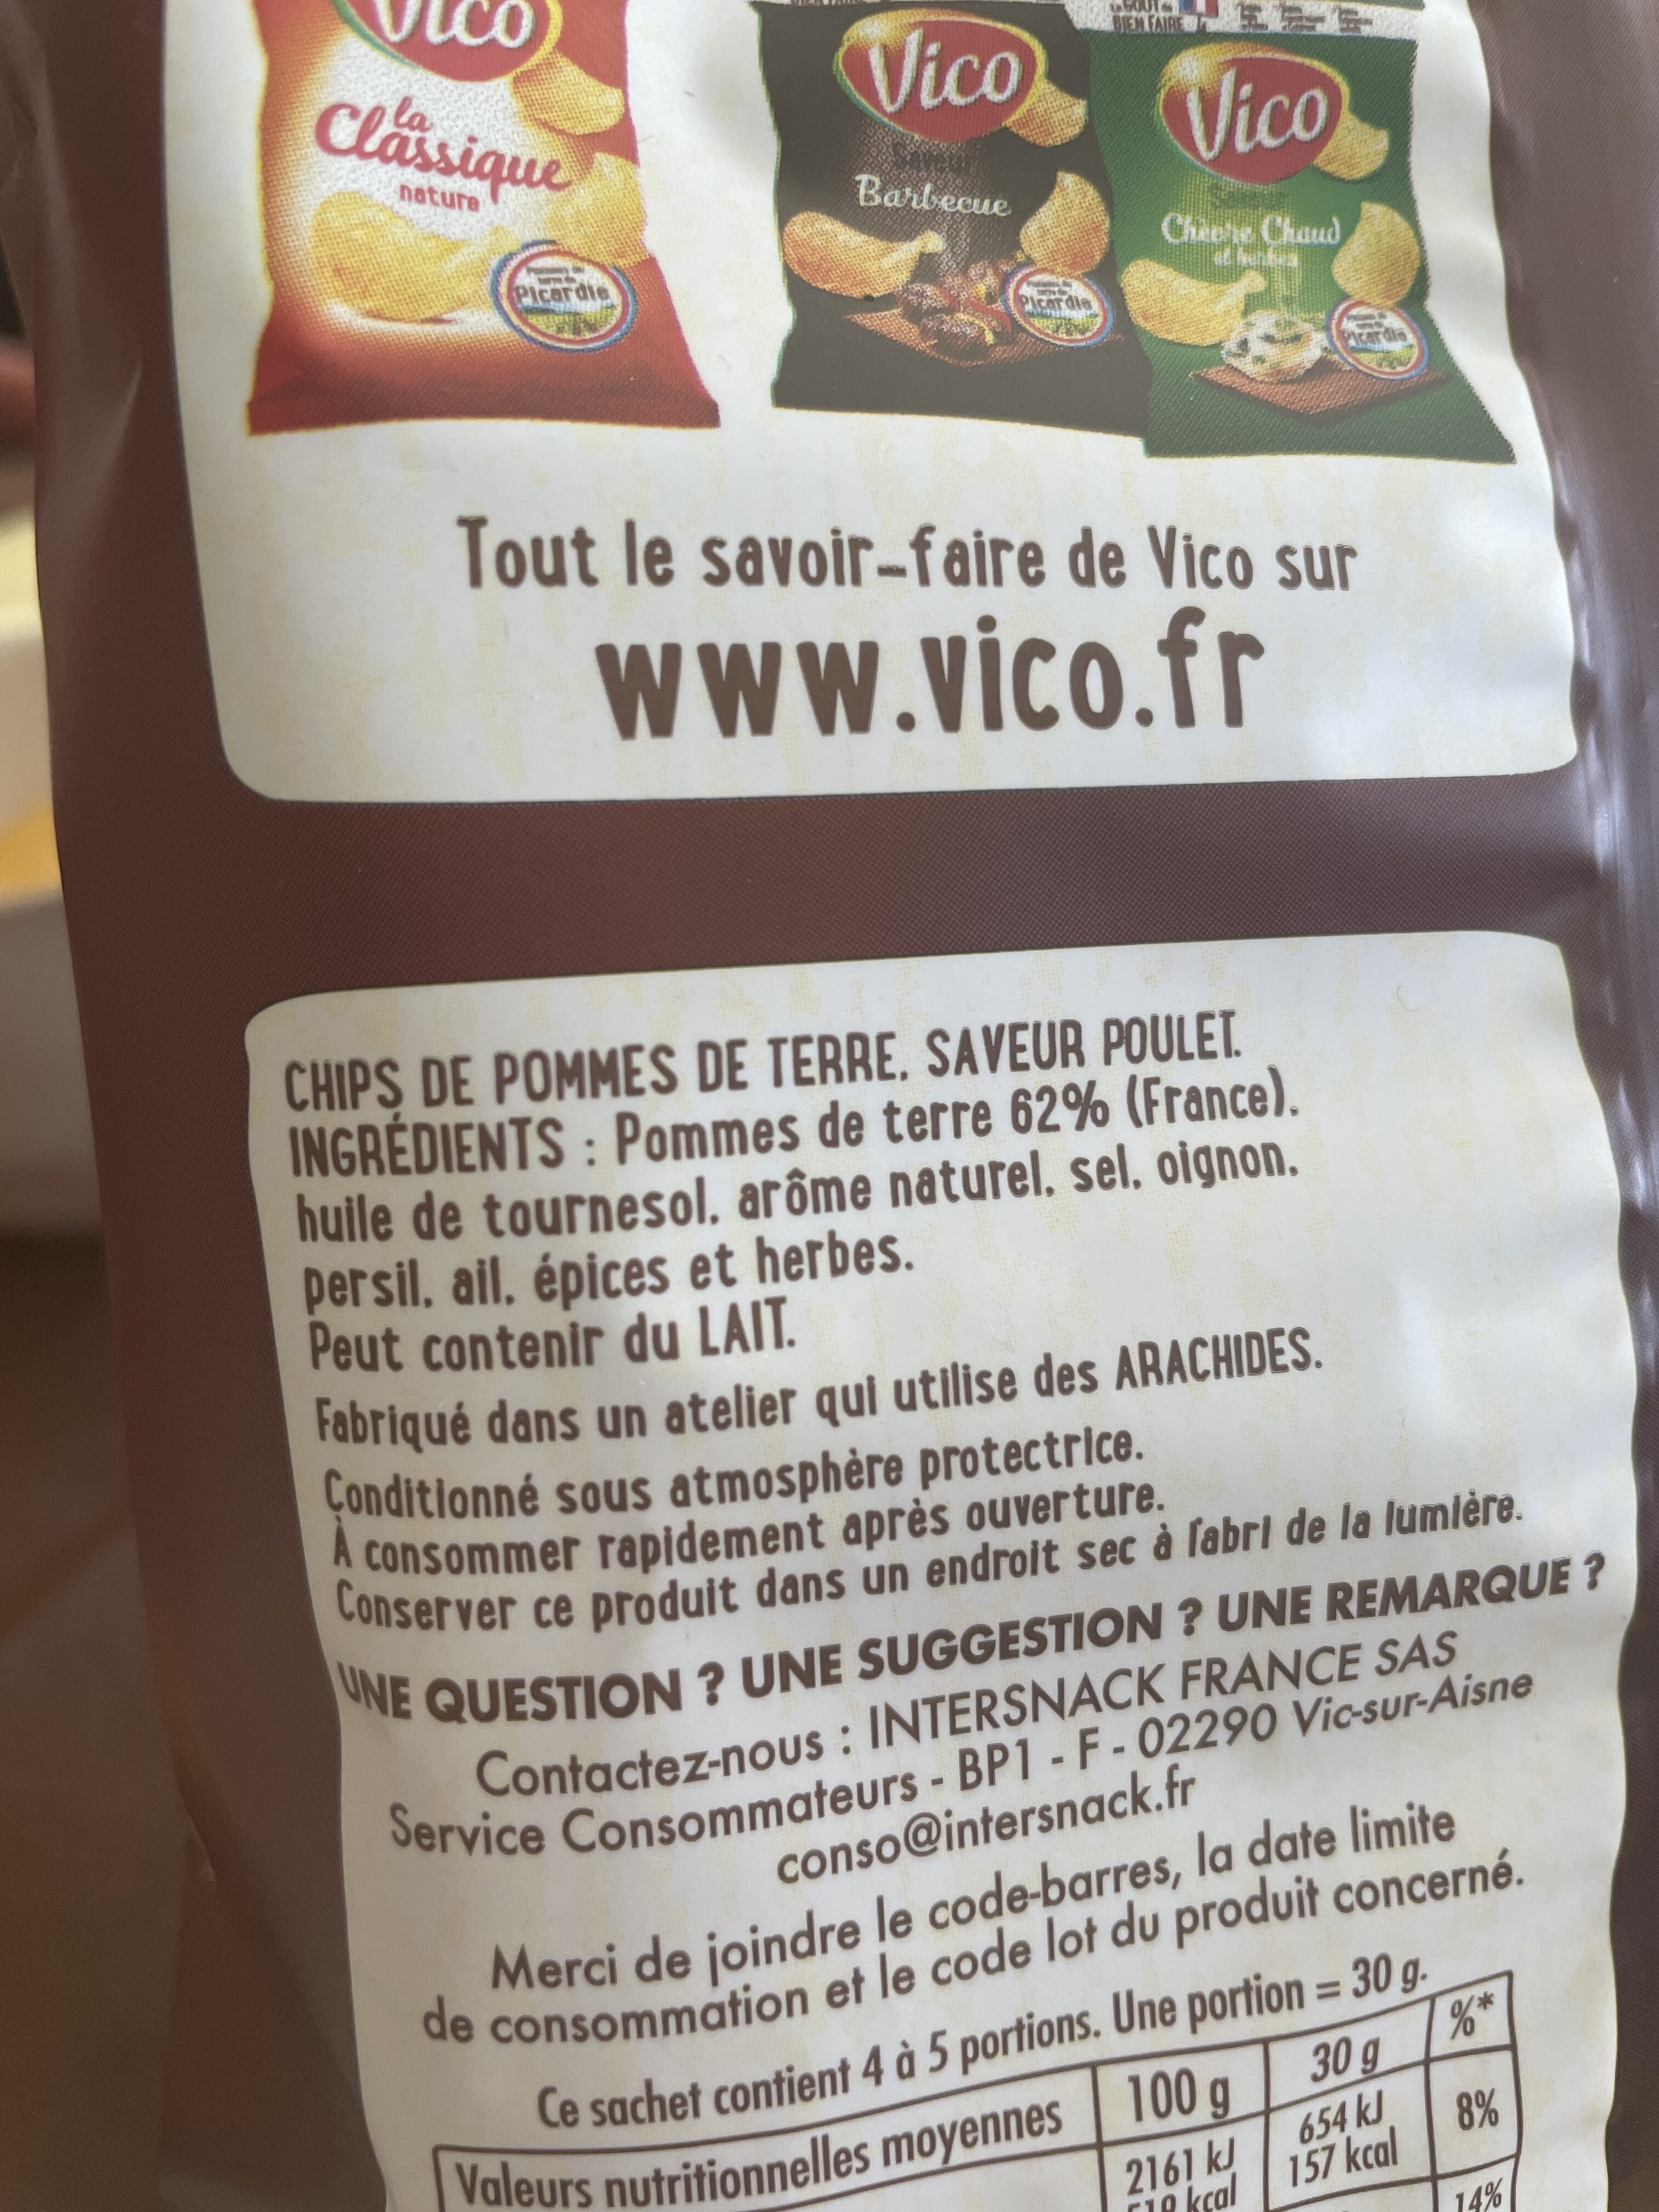 Vico
la
Classique
nature
Picardie
Vico
Saveur
Barbecue
Picardie
BIEN FAIRE
Vico
Chèvre Chaud
et herbes
Picardie
Tout le savoir-faire de Vico sur
www.vico.fr
CHIPS DE POMMES DE TERRE, SAVEUR POULET.
INGRÉDIENTS : Pommes de terre 62% (France),
huile de tournesol, arôme naturel, sel, oignon,
persil, ail, épices et herbes.
Peut contenir du LAIT.
Fabriqué dans un atelier qui utilise des ARACHIDES.
Conditionné sous atmosphère protectrice.
À consommer rapidement après ouverture.
Conserver ce produit dans un endroit sec à l'abri de la lumière.
UNE QUESTION ? UNE SUGGESTION ? UNE REMARQUE ?
Contactez-nous : INTERSNACK FRANCE SAS
Service Consommateurs - BP1 - F - 02290 Vic-sur-Aisne
conso@intersnack.fr
Merci de joindre le code-barres, la date limite
de consommation et le code lot du produit concerné.
Ce sachet contient 4 à 5 portions. Une portion = 30 g.
Valeurs nutritionnelles moyennes 100 g 30 g %*
2161 kJ 654 kJ 8%
519 kcal 157 kcal
14%